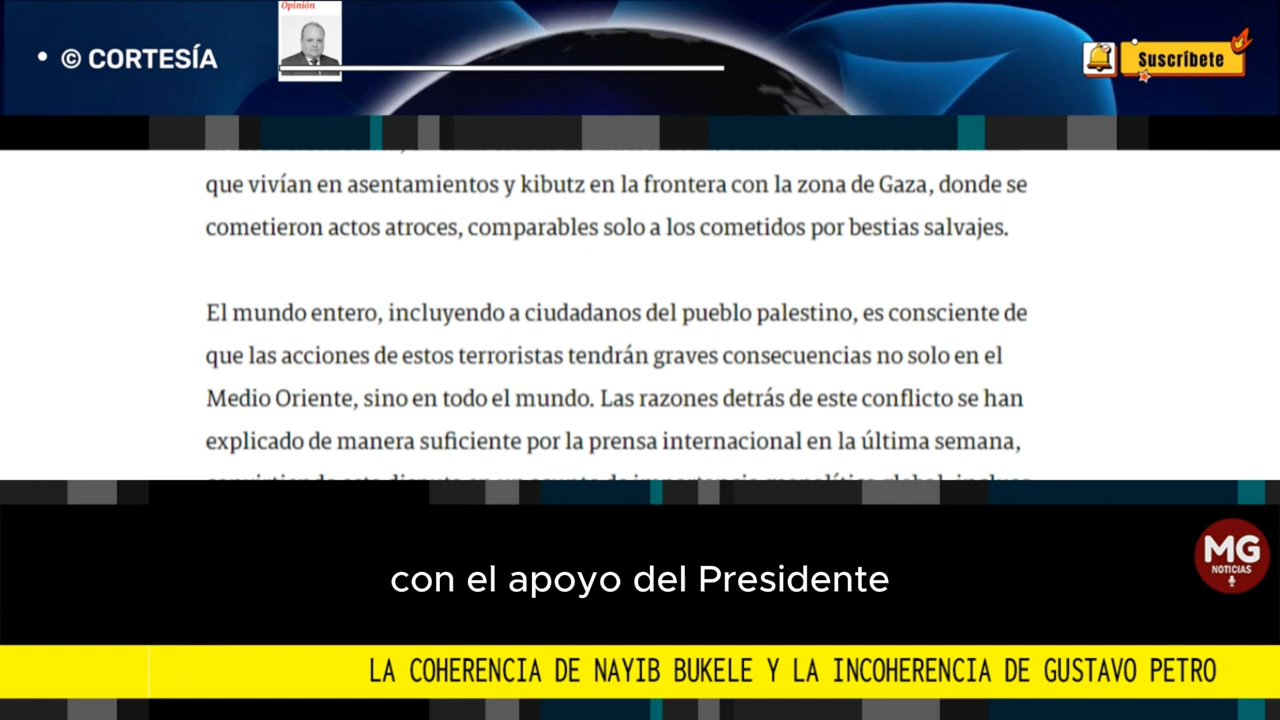 Opinión
• © CORTESÍA
Suscríbete
que vivían en asentamientos y kibutz en la frontera con la zona de Gaza, donde se
cometieron actos atroces, comparables solo a los cometidos por bestias salvajes.
El mundo entero, incluyendo a ciudadanos del pueblo palestino, es consciente de
que las acciones de estos terroristas tendrán graves consecuencias no solo en el
Medio Oriente, sino en todo el mundo. Las razones detrás de este conflicto se han
explicado de manera suficiente por la prensa internacional en la última semana,
MG
NOTICIAS
con el apoyo del Presidente
LA COHERENCIA DE NAYIB BUKELE Y LA INCOHERENCIA DE GUSTAVO PETRO